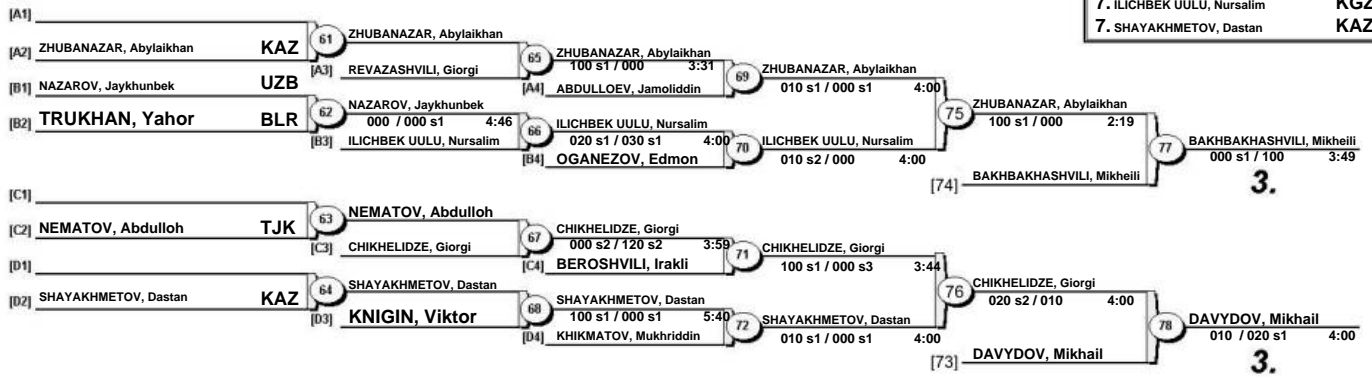 7. ILICHBEK UULU, Nursalim KGZ
7. SHAYAKHMETOV, Dastan KAZ
[A1]
[A2] ZHUBANAZAR, Abylaikhan KAZ
61
ZHUBANAZAR, Abylaikhan
[A3] REVAZASHVILI, Giorgi
65
ZHUBANAZAR, Abylaikhan
100 s1 / 000 3:31
[A4] ABDULLOEV, Jamoliddin
69
ZHUBANAZAR, Abylaikhan
010 s1 / 000 s1 4:00
[B1] NAZAROV, Jaykhunbek UZB
[B2] TRUKHAN, Yahor BLR
62
NAZAROV, Jaykhunbek
000 / 000 s1 4:46
[B3] ILICHBEK UULU, Nursalim
66
ILICHBEK UULU, Nursalim
020 s1 / 030 s1 4:00
[B4] OGANEZOV, Edmon
70
ILICHBEK UULU, Nursalim
010 s2 / 000 4:00
75
ZHUBANAZAR, Abylaikhan
100 s1 / 000 2:19
[74] BAKHBAKHASHVILI, Mikheili
77
BAKHBAKHASHVILI, Mikheili
000 s1 / 100 3:49
3.
[C1]
[C2] NEMATOV, Abdulloh TJK
63
NEMATOV, Abdulloh
[C3] CHIKHELIDZE, Giorgi
67
CHIKHELIDZE, Giorgi
000 s2 / 120 s2 3:59
[C4] BEROSHVILI, Irakli
71
CHIKHELIDZE, Giorgi
100 s1 / 000 s3 3:44
[D1]
[D2] SHAYAKHMETOV, Dastan KAZ
64
SHAYAKHMETOV, Dastan
[D3] KNIGIN, Viktor
68
SHAYAKHMETOV, Dastan
100 s1 / 000 s1 5:40
[D4] KHIKMATOV, Mukhriddin
72
SHAYAKHMETOV, Dastan
010 s1 / 000 s1 4:00
76
CHIKHELIDZE, Giorgi
020 s2 / 010 4:00
[73] DAVYDOV, Mikhail
78
DAVYDOV, Mikhail
010 / 020 s1 4:00
3.